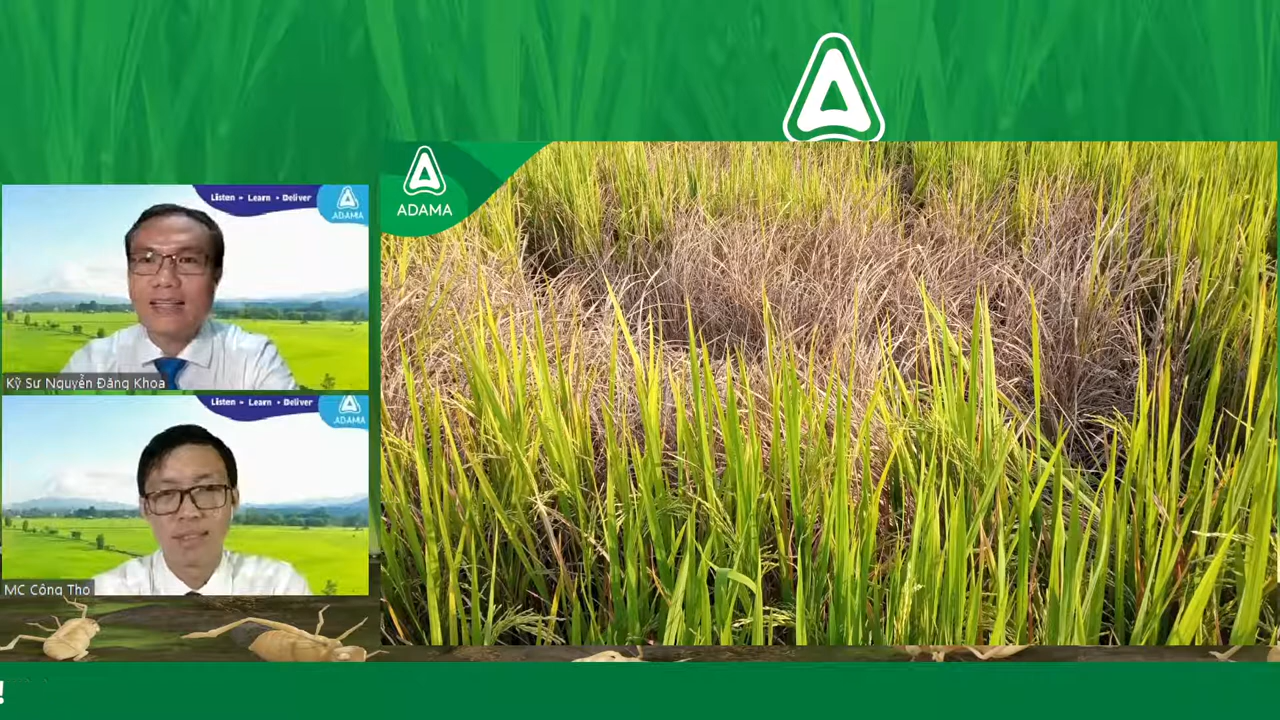 Listen ▸ Learn ▸ Deliver
ADAMA
Kỹ Sư Nguyễn Đăng Khoa
Listen ▸ Learn ▸ Deliver
ADAMA
MC Công Thọ
ADAMA
!